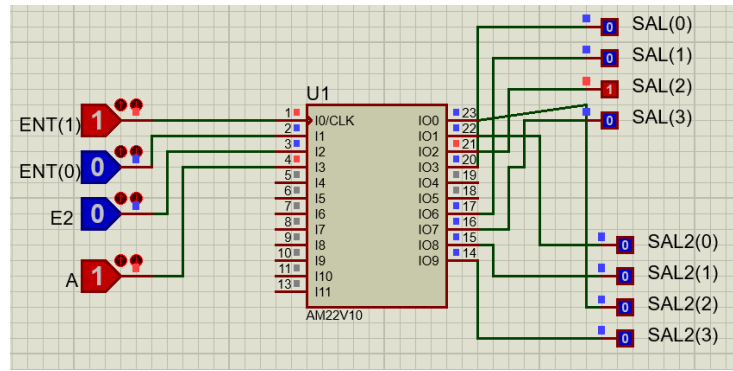 SAL(0)
SAL(1)
SAL(2)
SAL(3)
0
0
1
0
U1
ENT(1) 1
ENT(0) 0
E2 0
A 1
1 I0/CLK IO0 23
2 I1 IO1 22
3 I2 IO2 21
4 I3 IO3 20
5 I4 IO4 19
6 I5 IO5 18
7 I6 IO6 17
8 I7 IO7 16
9 I8 IO8 15
10 I9 IO9 14
11 I10
13 I11
AM22V10
0 SAL2(0)
0 SAL2(1)
0 SAL2(2)
0 SAL2(3)